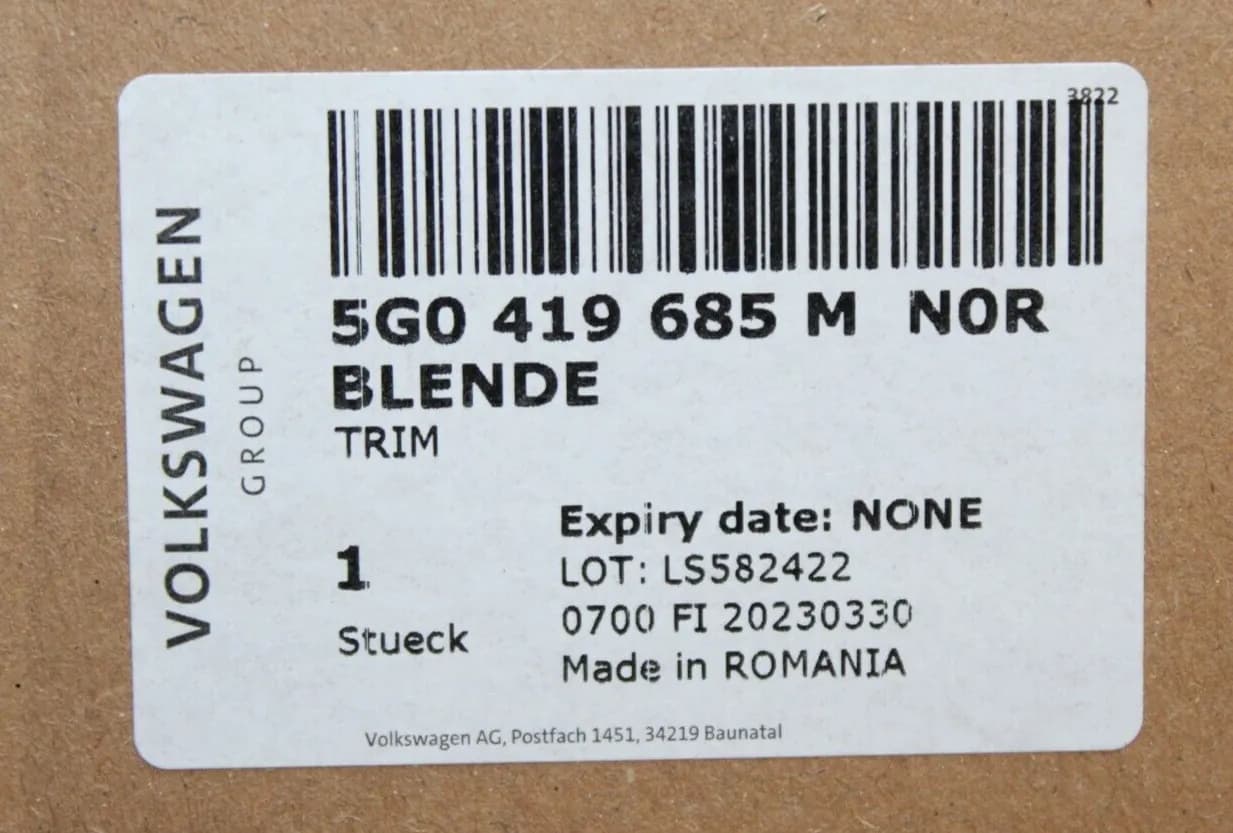 3822
VOLKSWAGEN
GROUP
5G0 419 685 M N0R
BLENDE
TRIM
1
Stueck
Expiry date: NONE
LOT: LS582422
0700 FI 20230330
Made in ROMANIA
Volkswagen AG, Postfach 1451, 34219 Baunatal